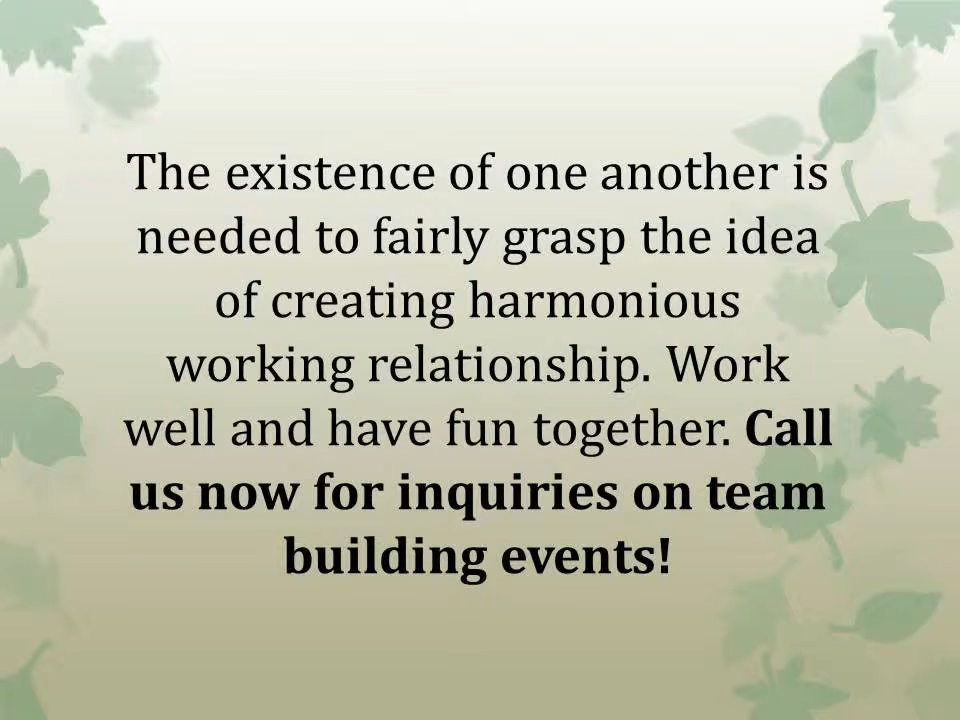 The existence of one another is
needed to fairly grasp the idea
of creating harmonious
working relationship. Work
well and have fun together. Call
us now for inquiries on team
building events!